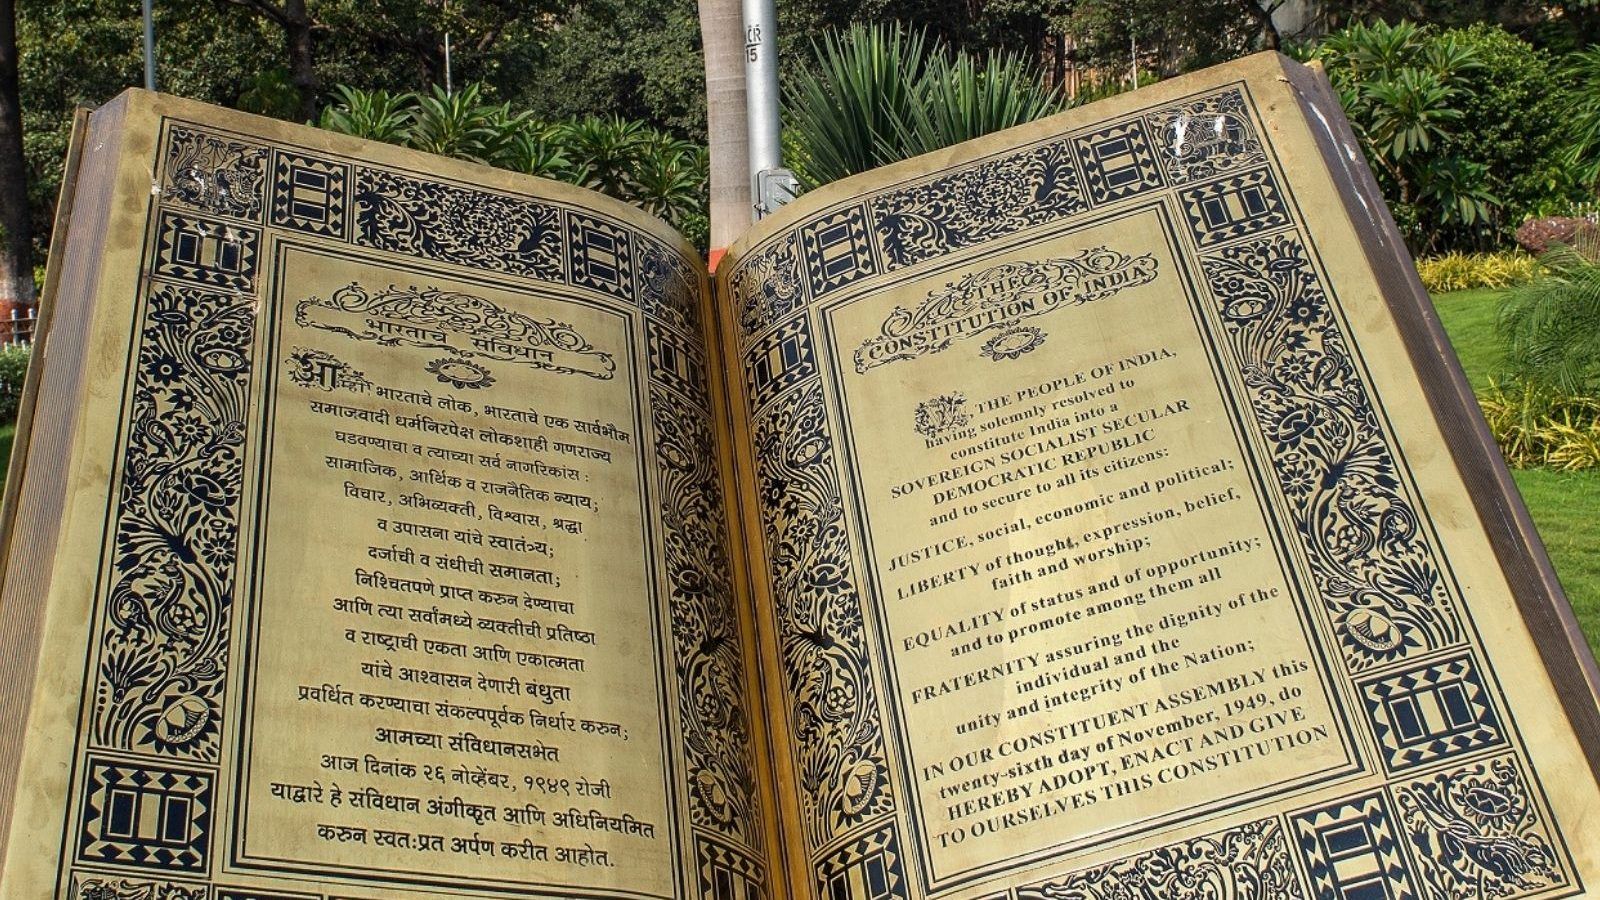 CR
15
भारताचे संविधान
आम्ही भारताचे लोक, भारताचे एक सार्वभौम
समाजवादी धर्मनिरपेक्ष लोकशाही गणराज्य
घडवण्याचा व त्याच्या सर्व नागरिकांस :
सामाजिक, आर्थिक व राजनैतिक न्याय;
विचार, अभिव्यक्ती, विश्वास, श्रद्धा
व उपासना यांचे स्वातंत्र्य;
दर्जाची व संधीची समानता;
निश्चितपणे प्राप्त करुन देण्याचा
आणि त्या सर्वांमध्ये व्यक्तीची प्रतिष्ठा
व राष्ट्राची एकता आणि एकात्मता
यांचे आश्वासन देणारी बंधुता
प्रवर्धित करण्याचा संकल्पपूर्वक निर्धार करुन;
आमच्या संविधानसभेत
आज दिनांक २६ नोव्हेंबर, १९४९ रोजी
याद्वारे हे संविधान अंगीकृत आणि अधिनियमित
करुन स्वतःप्रत अर्पण करीत आहोत.
THE
CONSTITUTION OF INDIA
WE, THE PEOPLE OF INDIA,
having solemnly resolved to
constitute India into a
SOVEREIGN SOCIALIST SECULAR
DEMOCRATIC REPUBLIC
and to secure to all its citizens:
JUSTICE, social, economic and political;
LIBERTY of thought, expression, belief,
faith and worship;
EQUALITY of status and of opportunity;
and to promote among them all
FRATERNITY assuring the dignity of the
individual and the
unity and integrity of the Nation;
IN OUR CONSTITUENT ASSEMBLY this
twenty-sixth day of November, 1949, do
HEREBY ADOPT, ENACT AND GIVE
TO OURSELVES THIS CONSTITUTION